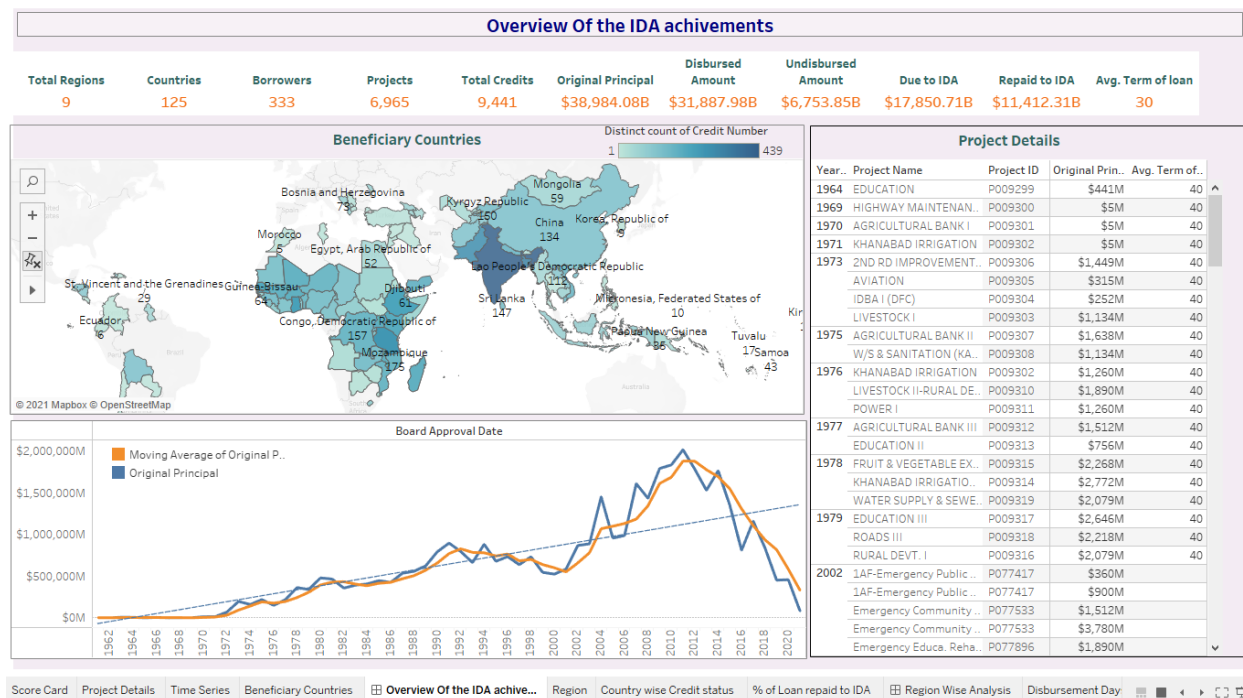 Overview Of the IDA achivements
Total Regions
9
Countries
125
Borrowers
333
Projects
6,965
Total Credits
9,441
Original Principal
$38,984.08B
Disbursed
Amount
$31,887.98B
Undisbursed
Amount
$6,753.85B
Due to IDA
$17,850.71B
Repaid to IDA
$11,412.31B
Avg. Term of loan
30
Beneficiary Countries
Distinct count of Credit Number
1 439
Bosnia and Herzegovina
73
Mongolia
59
Kyrgyz Republic
150
China
134
Korea, Republic of
9
Morocco
5
Egypt, Arab Republic of
52
Lao People's Democratic Republic
112
St. Vincent and the Grenadines
29
Guinea-Bissau
64
Djibouti
61
Sri Lanka
147
Micronesia, Federated States of
10
Kir
Ecuador
6
Congo, Democratic Republic of
157
Papua New Guinea
Tuvalu
17
Mozambique
175
Samoa
43
Brazil
Australia
© 2021 Mapbox © OpenStreetMap
Board Approval Date
Moving Average of Original P..
Original Principal
$2,000,000M
$1,500,000M
$1,000,000M
$500,000M
$0M
1962 1964 1966 1968 1970 1972 1974 1976 1978 1980 1982 1984 1986 1988 1990 1992 1994 1996 1998 2000 2002 2004 2006 2008 2010 2012 2014 2016 2018 2020
Project Details
Year.. Project Name Project ID Original Prin.. Avg. Term of..
1964 EDUCATION P009299 $441M 40
1969 HIGHWAY MAINTENAN.. P009300 $5M 40
1970 AGRICULTURAL BANK I P009301 $5M 40
1971 KHANABAD IRRIGATION P009302 $5M 40
1973 2ND RD IMPROVEMENT.. P009306 $1,449M 40
AVIATION P009305 $315M 40
IDBA I (DFC) P009304 $252M 40
LIVESTOCK I P009303 $1,134M 40
1975 AGRICULTURAL BANK II P009307 $1,638M 40
W/S & SANITATION (KA.. P009308 $1,134M 40
1976 KHANABAD IRRIGATION P009302 $1,260M 40
LIVESTOCK II-RURAL DE.. P009310 $1,890M 40
POWER I P009311 $1,260M 40
1977 AGRICULTURAL BANK III P009312 $1,512M 40
EDUCATION II P009313 $756M 40
1978 FRUIT & VEGETABLE EX.. P009315 $2,268M 40
KHANABAD IRRIGATIO.. P009314 $2,772M 40
WATER SUPPLY & SEWE.. P009319 $2,079M 40
1979 EDUCATION III P009317 $2,646M 40
ROADS III P009318 $2,218M 40
RURAL DEVT. I P009316 $2,079M 40
2002 1AF-Emergency Public .. P077417 $360M
1AF-Emergency Public .. P077417 $900M
Emergency Community .. P077533 $1,512M
Emergency Community .. P077533 $3,780M
Emergency Educa. Reha.. P077896 $1,890M
Score Card Project Details Time Series Beneficiary Countries Overview Of the IDA achive... Region Country wise Credit status % of Loan repaid to IDA Region Wise Analysis Disbursement Day